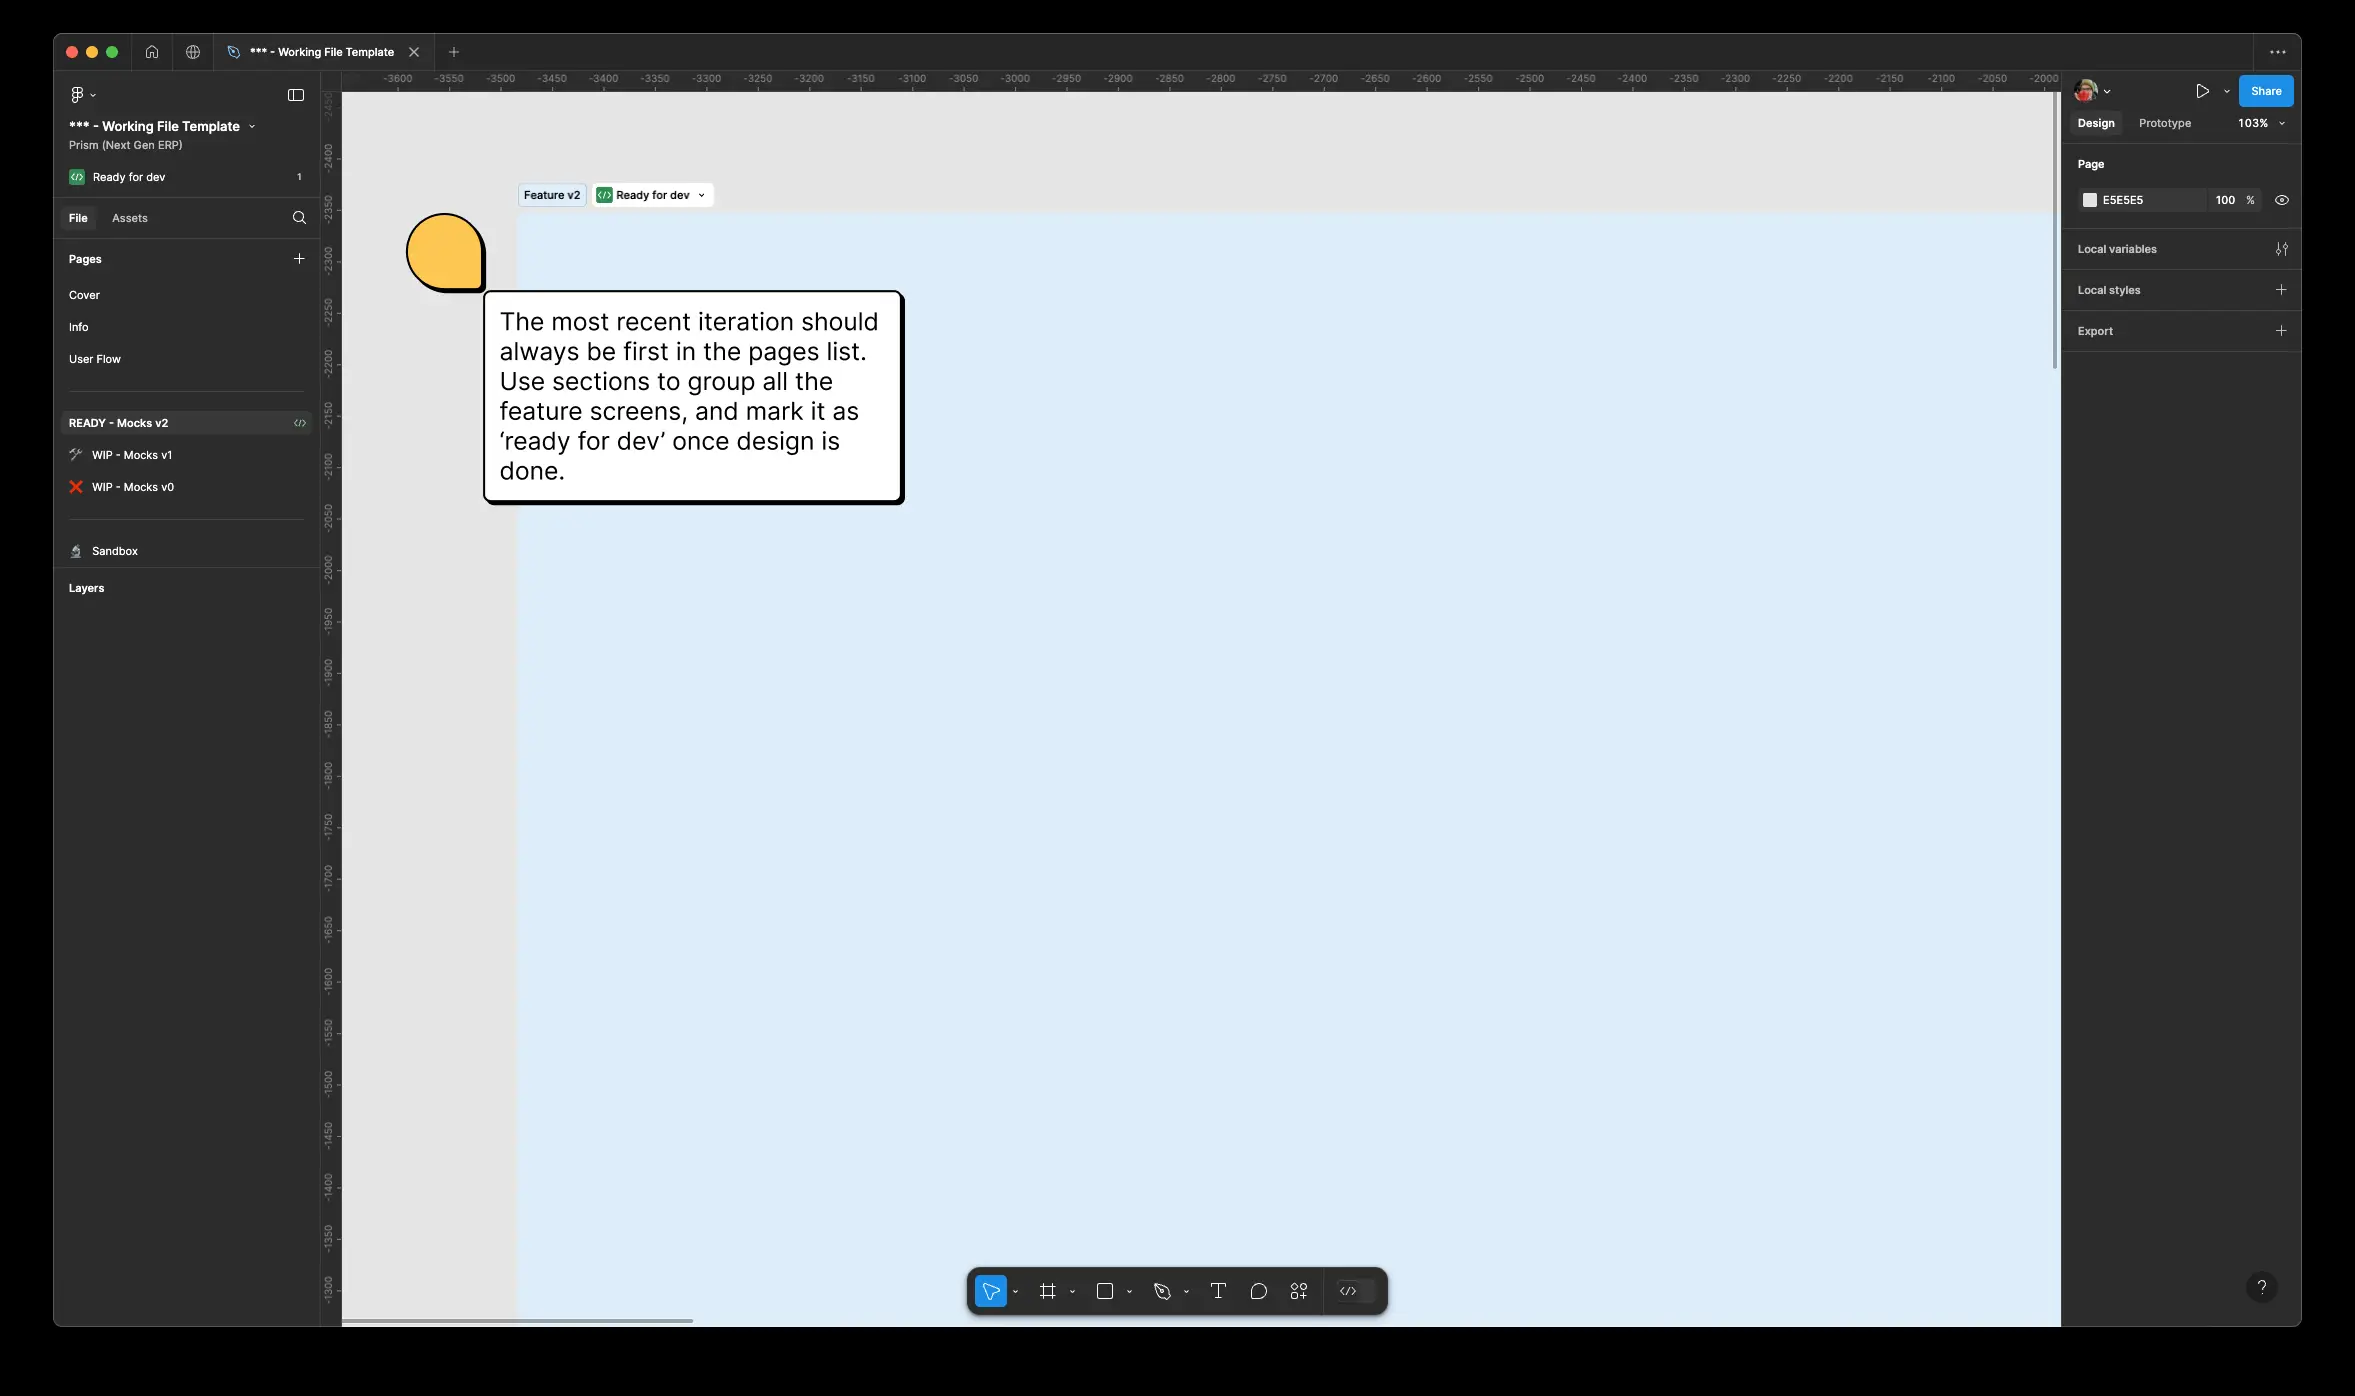 *** - Working File Template
-3600 -3550 -3500 -3450 -3400 -3350 -3300 -3250 -3200 -3150 -3100 -3050 -3000 -2950 -2900 -2850 -2800 -2750 -2700 -2650 -2600 -2550 -2500 -2450 -2400 -2350 -2300 -2250 -2200 -2150 -2100 -2050 -2000
*** - Working File Template
Prism (Next Gen ERP)
Ready for dev 1
File Assets
Pages
Cover
Info
User Flow
READY - Mocks v2
WIP - Mocks v1
WIP - Mocks v0
Sandbox
Layers
-2450
-2400
-2350
-2300
-2250
-2200
-2150
-2100
-2050
-2000
-1950
-1900
-1850
-1800
-1750
-1700
-1650
-1600
-1550
-1500
-1450
-1400
-1350
-1300
Feature v2 Ready for dev
The most recent iteration should
always be first in the pages list.
Use sections to group all the
feature screens, and mark it as
‘ready for dev’ once design is
done.
Share
Design Prototype 103%
Page
E5E5E5 100 %
Local variables
Local styles
Export
?